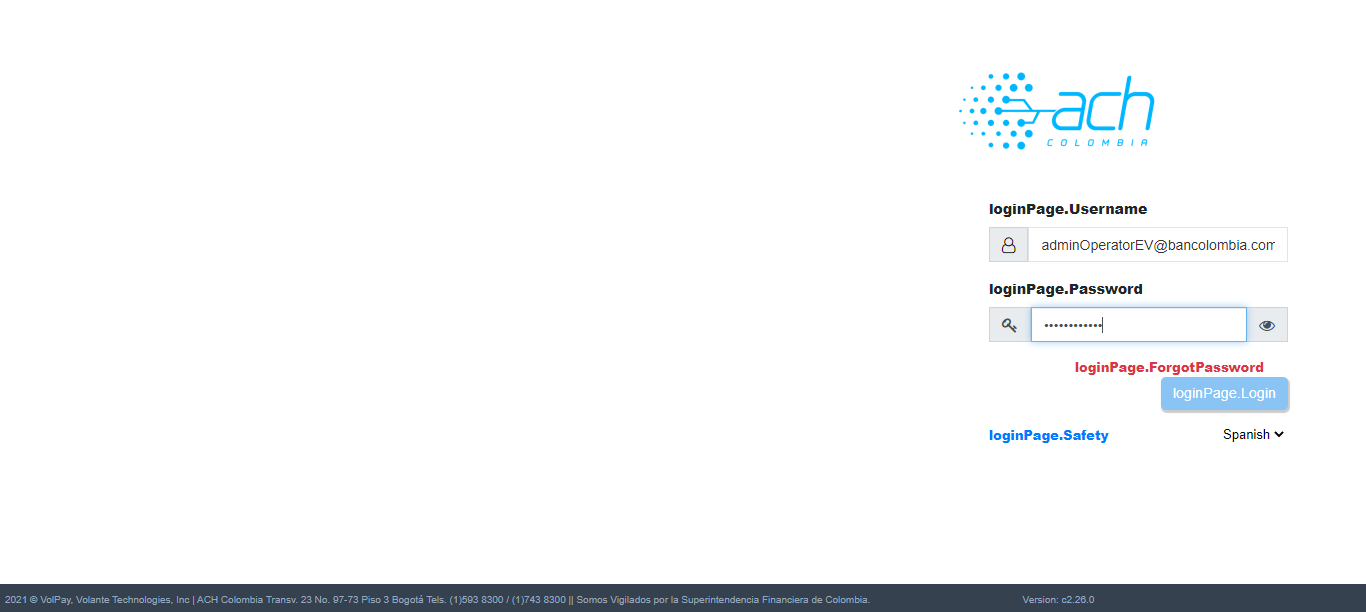 ach
COLOMBIA
loginPage.Username
adminOperatorEV@bancolombia.com
loginPage.Password
••••••••••••
loginPage.ForgotPassword
loginPage.Login
loginPage.Safety
Spanish
2021 © VolPay, Volante Technologies, Inc | ACH Colombia Transv. 23 No. 97-73 Piso 3 Bogotá Tels. (1)593 8300 / (1)743 8300 || Somos Vigilados por la Superintendencia Financiera de Colombia.
Version: c2.26.0